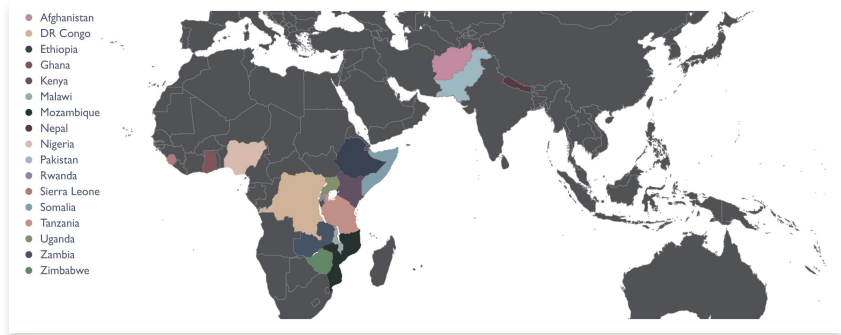 Afghanistan
DR Congo
Ethiopia
Ghana
Kenya
Malawi
Mozambique
Nepal
Nigeria
Pakistan
Rwanda
Sierra Leone
Somalia
Tanzania
Uganda
Zambia
Zimbabwe